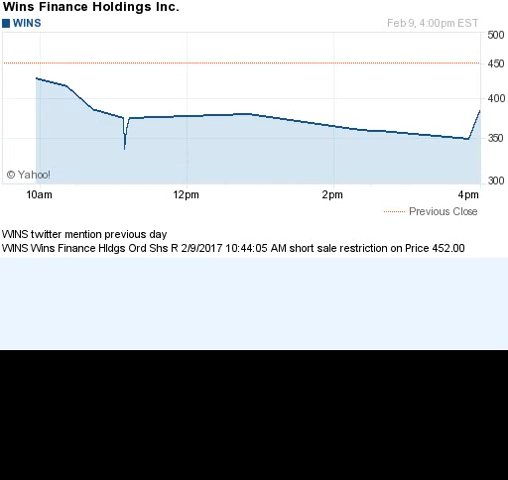 Wins Finance Holdings Inc.
WINS Feb 9, 4:00pm EST
500
450
400
350
300
© Yahoo!
10am 12pm 2pm 4pm
Previous Close
WINS twitter mention previous day
WINS Wins Finance Hldgs Ord Shs R 2/9/2017 10:44:05 AM short sale restriction on Price 452.00